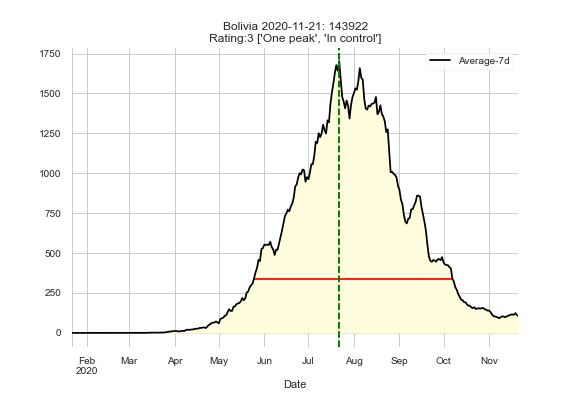 Bolivia 2020-11-21: 143922
Rating:3 ['One peak', 'In control']
Average-7d
1750
1500
1250
1000
750
500
250
0
Feb Mar Apr May Jun Jul Aug Sep Oct Nov
2020
Date